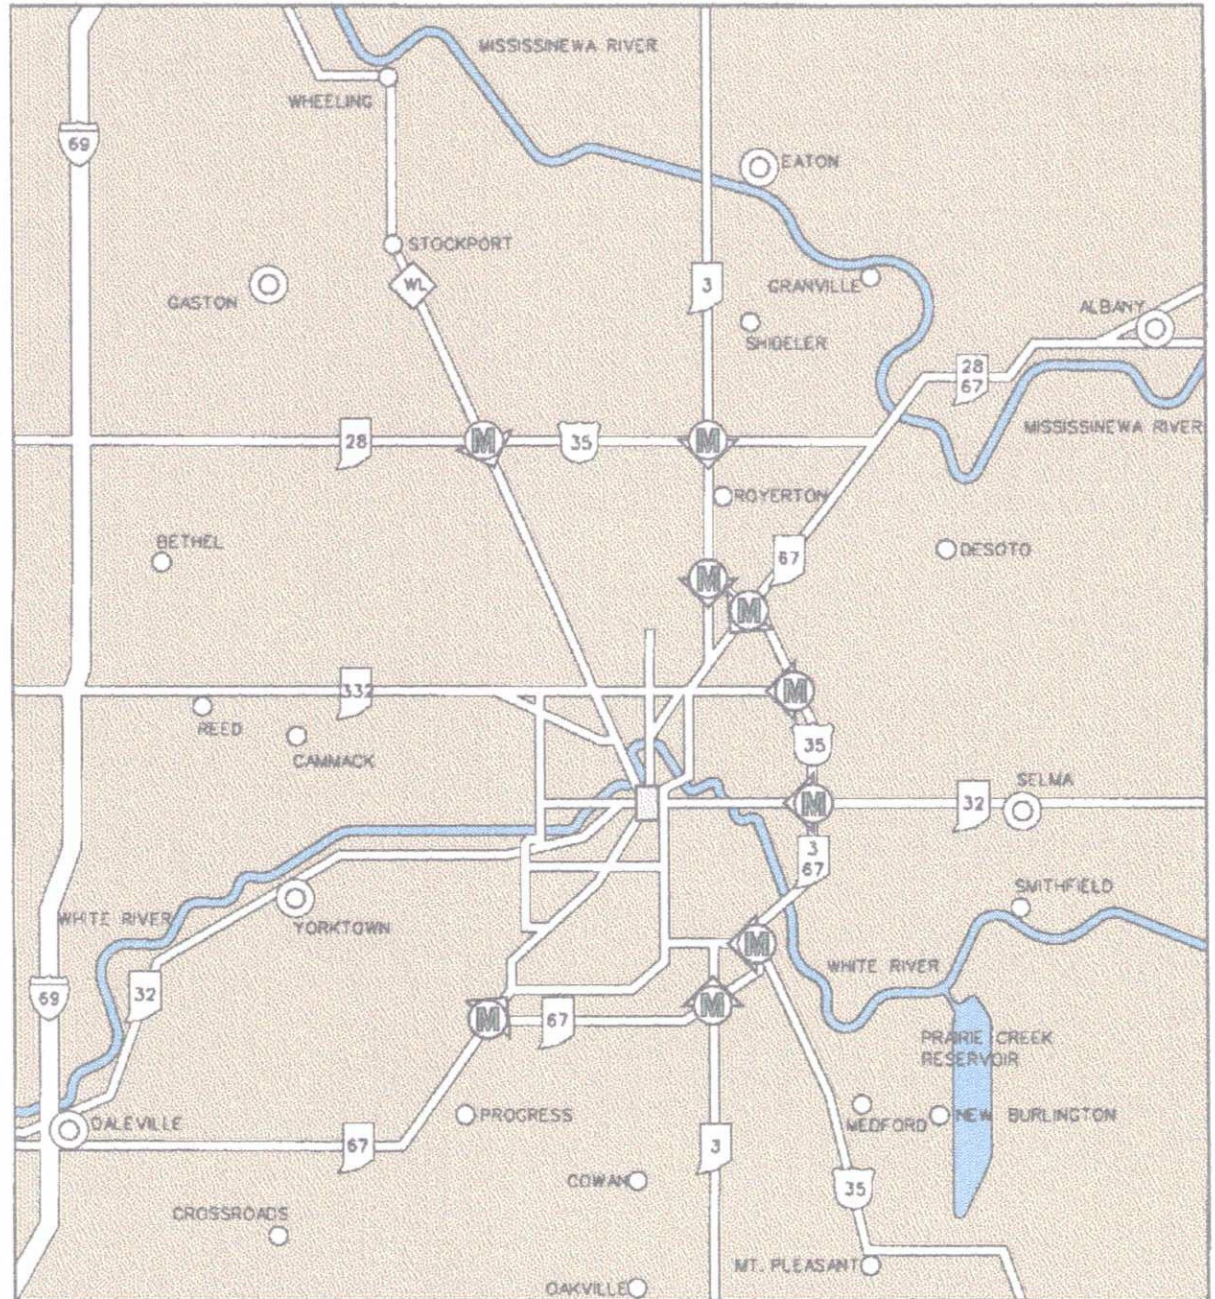 MISSISSINEWA RIVER
WHEELING
69
EATON
STOCKPORT
WL
3
GRANVILLE
GASTON
ALBANY
SHIDELER
28
67
MISSISSINEWA RIVER
28
M
35
M
ROYERTON
BETHEL
67
DESOTO
M
M
332
M
REED
CAMMACK
35
SELMA
M
32
3
67
SMITHFIELD
WHITE RIVER
YORKTOWN
M
WHITE RIVER
69
32
M
M
67
PRAIRIE CREEK
RESERVOIR
DALEVILLE
PROGRESS
MEDFORD
NEW BURLINGTON
67
3
COWAN
35
CROSSROADS
MT. PLEASANT
OAKVILLE